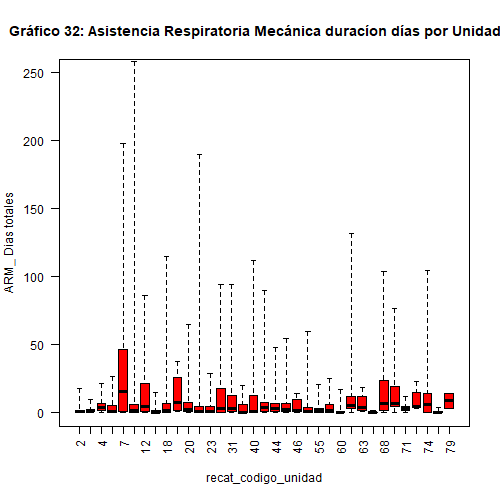 Gráfico 32: Asistencia Respiratoria Mecánica duracíon días por Unidad
ARM_ Dias totales
250
200
150
100
50
0
2 4 7 12 18 20 23 31 40 44 46 55 60 63 68 71 74 79
recat_codigo_unidad